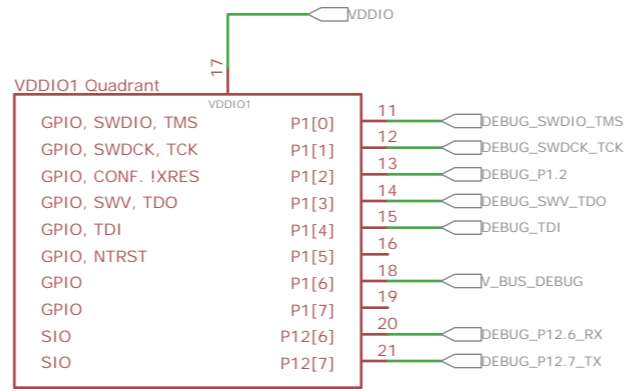 VDDIO
17
VDDIO1 Quadrant
VDDIO1
GPIO, SWDIO, TMS P1[0] 11 DEBUG_SWDIO_TMS
GPIO, SWDCK, TCK P1[1] 12 DEBUG_SWDCK_TCK
GPIO, CONF. !XRES P1[2] 13 DEBUG_P1.2
GPIO, SWV, TDO P1[3] 14 DEBUG_SWV_TDO
GPIO, TDI P1[4] 15 DEBUG_TDI
GPIO, NTRST P1[5] 16
GPIO P1[6] 18 V_BUS_DEBUG
GPIO P1[7] 19
SIO P12[6] 20 DEBUG_P12.6_RX
SIO P12[7] 21 DEBUG_P12.7_TX